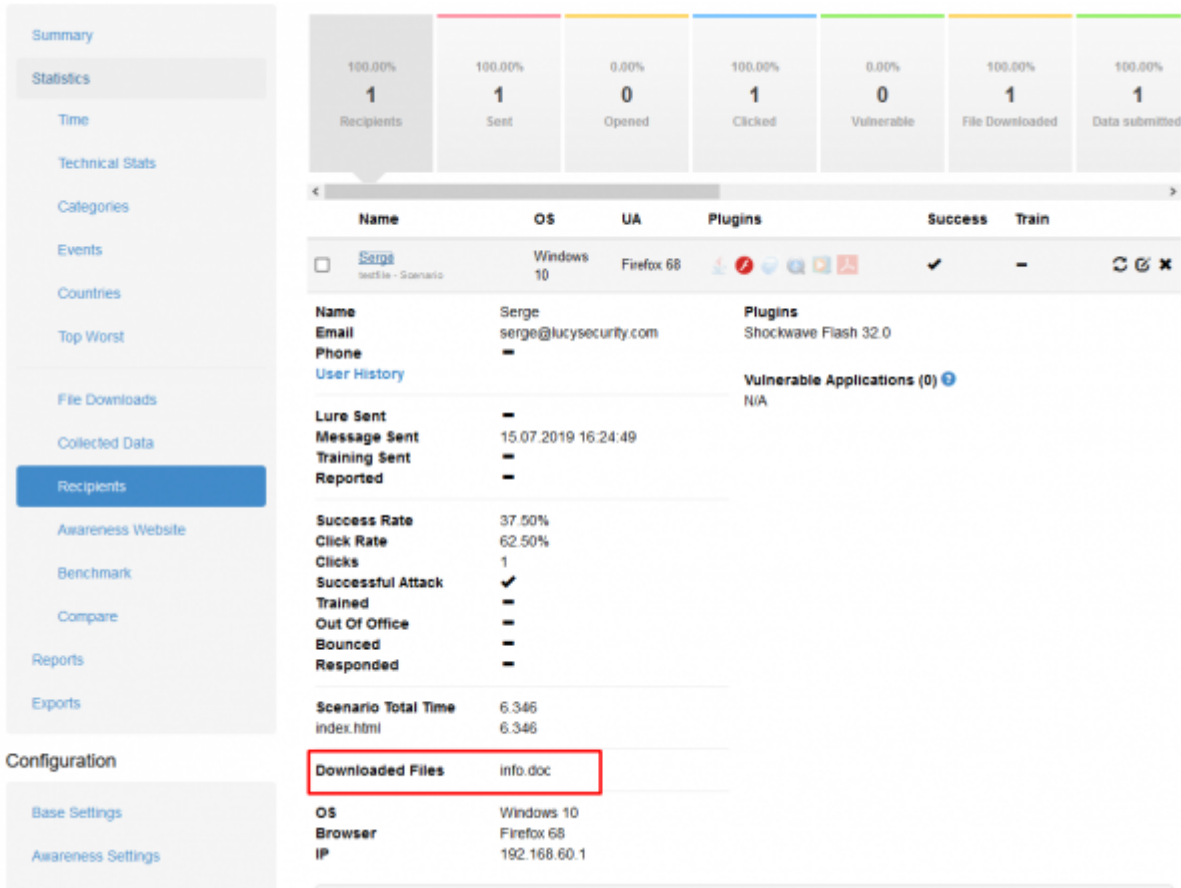 Summary
Statistics
Time
Technical Stats
Categories
Events
Countries
Top Worst
File Downloads
Collected Data
Recipients
Awareness Website
Benchmark
Compare
Reports
Exports
Configuration
Base Settings
Awareness Settings
100.00% 100.00% 0.00% 100.00% 0.00% 100.00% 100.00%
1 1 0 1 0 1 1
Recipients Sent Opened Clicked Vulnerable File Downloaded Data submitted
Name OS UA Plugins Success Train
Serge Windows 10 Firefox 68
testfile - Scenario
Name Serge
Email serge@lucysecurity.com
Phone –
User History
Lure Sent –
Message Sent 15.07.2019 16:24:49
Training Sent –
Reported –
Success Rate 37.50%
Click Rate 62.50%
Clicks 1
Successful Attack ✔
Trained –
Out Of Office –
Bounced –
Responded –
Scenario Total Time 6.346
index.html 6.346
Downloaded Files info.doc
OS Windows 10
Browser Firefox 68
IP 192.168.60.1
Plugins
Shockwave Flash 32.0
Vulnerable Applications (0)
N/A